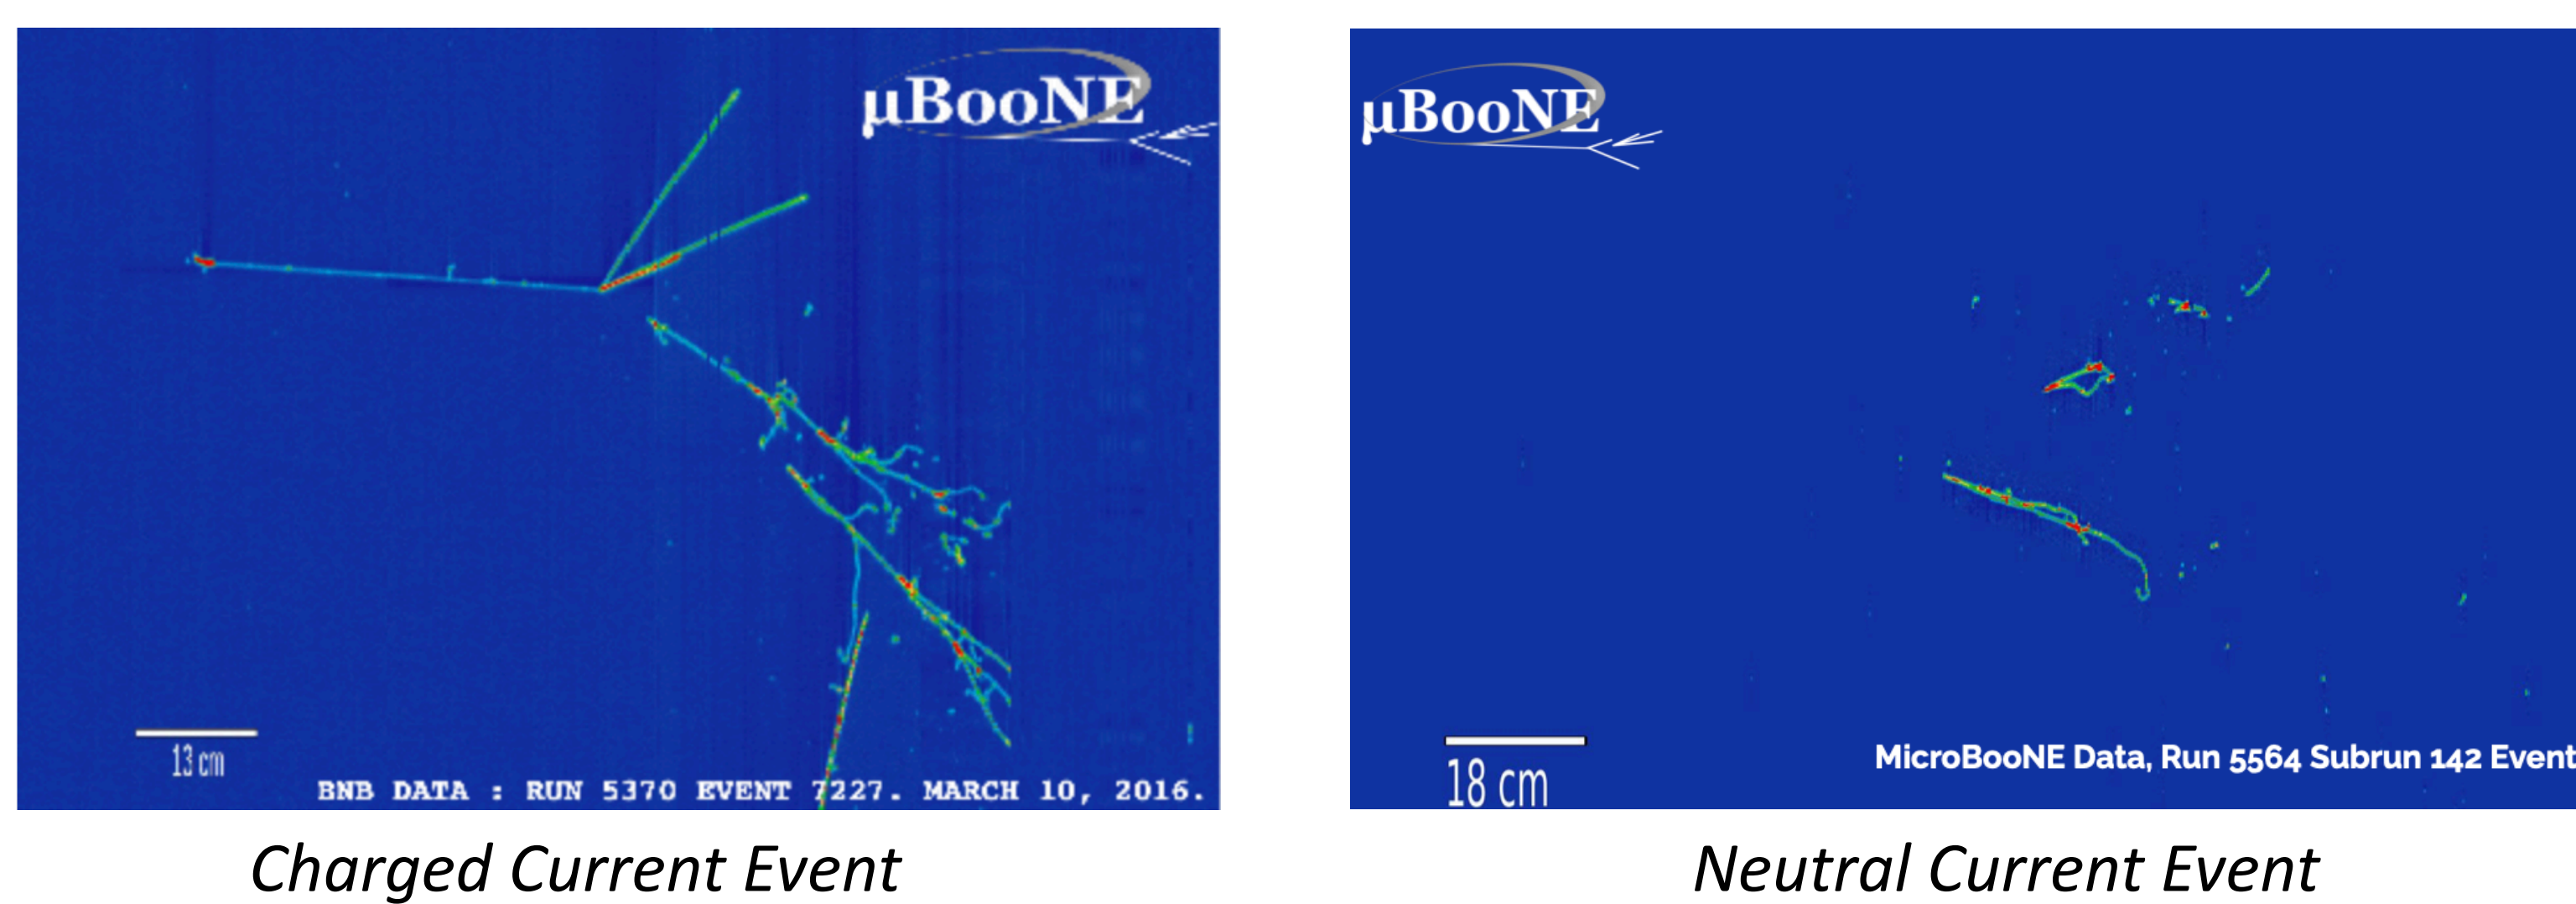 µBooNE
13 cm
BNB DATA : RUN 5370 EVENT 7227. MARCH 10, 2016.
Charged Current Event
µBooNE
18 cm
MicroBooNE Data, Run 5564 Subrun 142 Event
Neutral Current Event